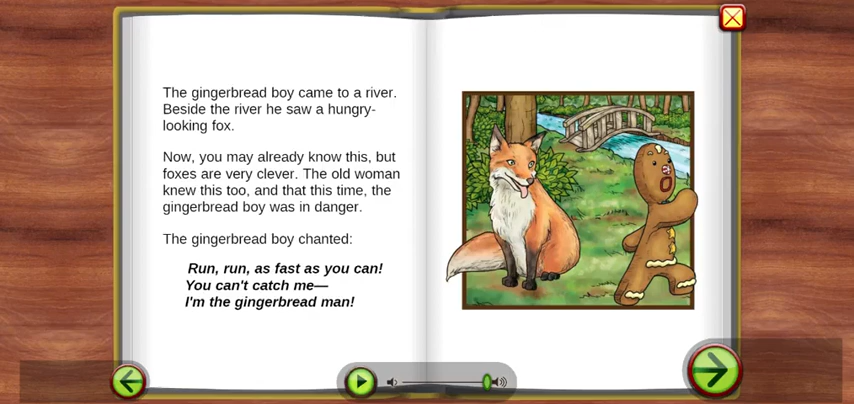 The gingerbread boy came to a river.
Beside the river he saw a hungry-
looking fox.
Now, you may already know this, but
foxes are very clever. The old woman
knew this too, and that this time, the
gingerbread boy was in danger.
The gingerbread boy chanted:
Run, run, as fast as you can!
You can't catch me—
I'm the gingerbread man!